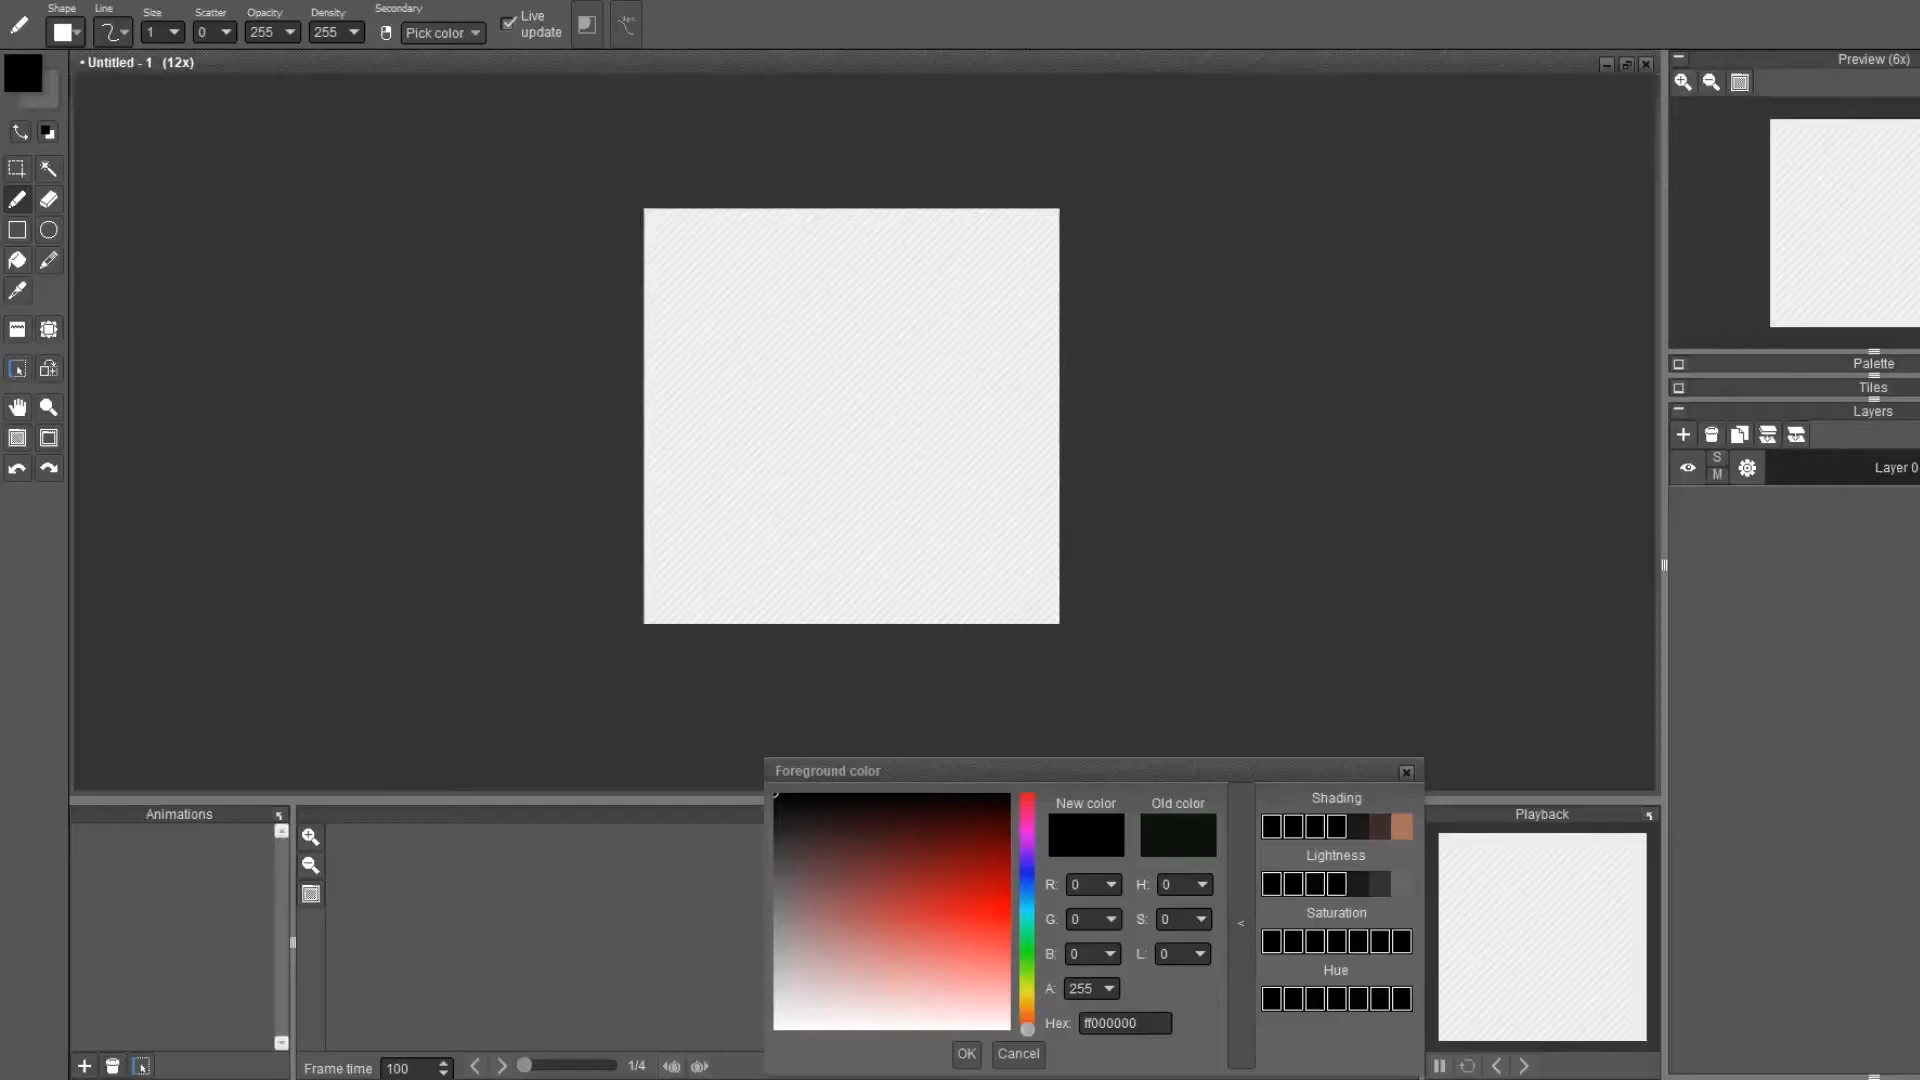 Shape Line Size Scatter Opacity Density Secondary
1 0 255 255 Pick color Live update
Untitled - 1 (12x)
Preview (6x)
Palette
Tiles
Layers
S
M
Layer 0
Animations
Frame time 100 1/4
Foreground color
New color Old color
R: 0 H: 0
G: 0 S: 0
B: 0 L: 0
A: 255
Hex: ff000000
OK Cancel
<
Shading
Lightness
Saturation
Hue
Playback